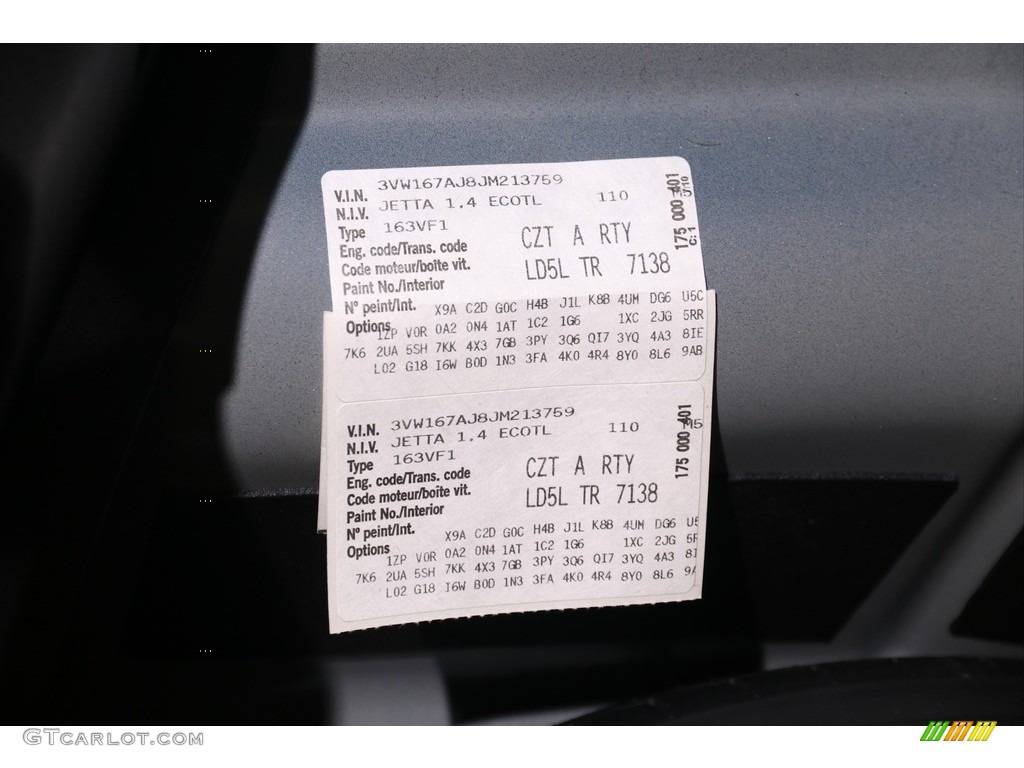 V.I.N. 3VW167AJ8JM213759
N.I.V. JETTA 1.4 ECOTL 110
Type 163VF1
Eng. code/Trans. code CZT A RTY
Code moteur/boîte vit.
Paint No./Interior LD5L TR 7138
N° peint/Int.
Options
X9A C2D G0C H4B J1L K8B 4UM DG6 U5C
1ZP V0R 0A2 0N4 1AT 1C2 1G6 1XC 2JG 5RR
7K6 2UA 5SH 7KK 4X3 7GB 3PY 3Q6 QI7 3YQ 4A3 8IE
L02 G18 I6W B0D 1N3 3FA 4K0 4R4 8Y0 8L6 9AB
175 000 401
C:1
V.I.N. 3VW167AJ8JM213759
N.I.V. JETTA 1.4 ECOTL 110
Type 163VF1
Eng. code/Trans. code CZT A RTY
Code moteur/boîte vit.
Paint No./Interior LD5L TR 7138
N° peint/Int.
Options
X9A C2D G0C H4B J1L K8B 4UM DG6
1ZP V0R 0A2 0N4 1AT 1C2 1G6 1XC 2JG
7K6 2UA 5SH 7KK 4X3 7GB 3PY 3Q6 QI7 3YQ 4A3
L02 G18 I6W B0D 1N3 3FA 4K0 4R4 8Y0 8L6
175 000 401
GTCARLOT.COM